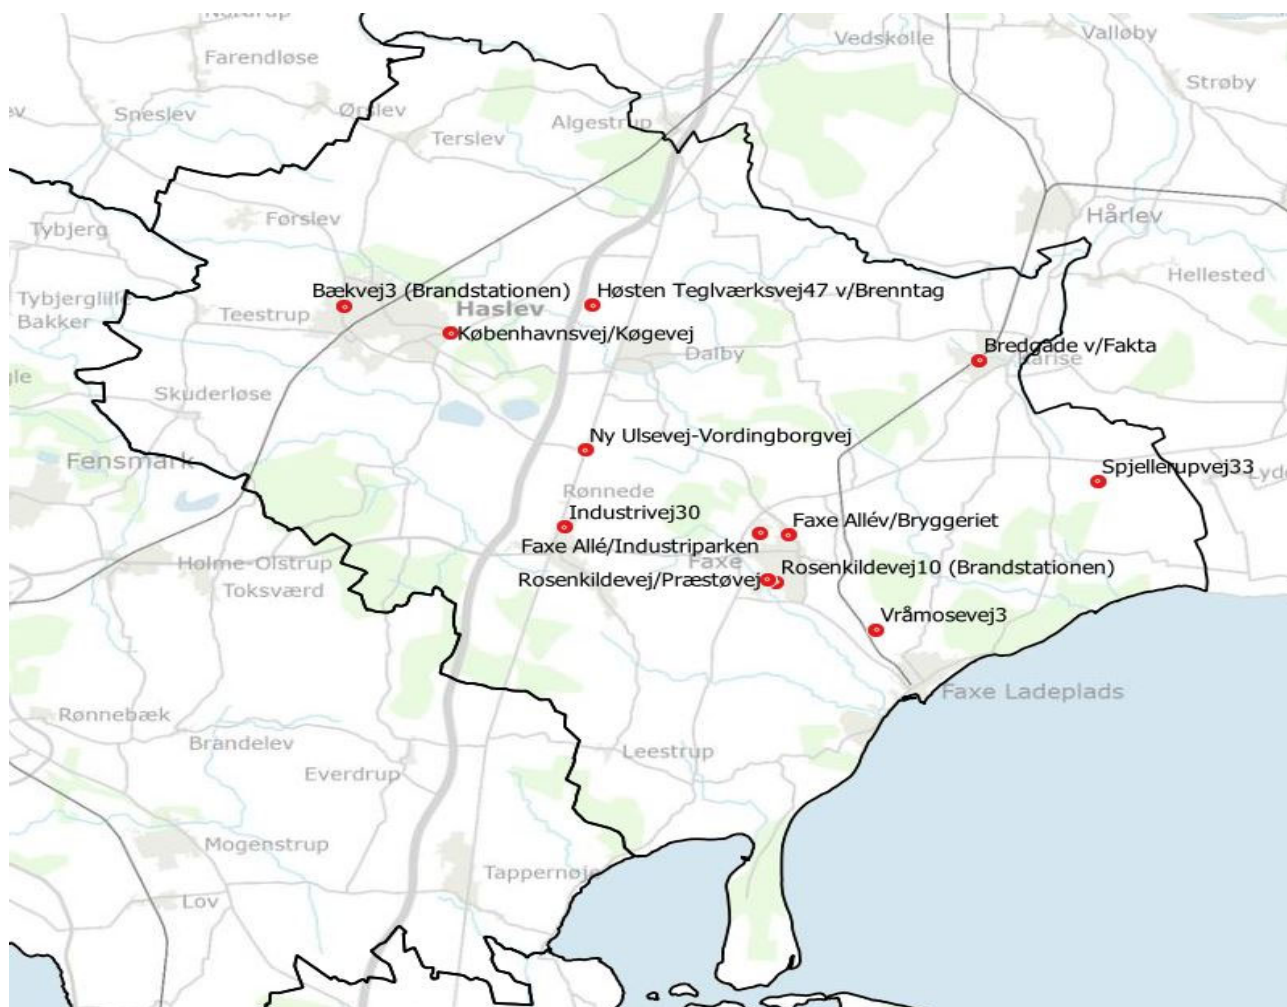 Farendløse
Vedskølle
Valløby
Strøby
Sneslev
Ørslev
Terslev
Algestrup
Førslev
Tybjerg
Hårlev
Hellested
Tybjerglille
Bakker
Teestrup
Bækvej3 (Brandstationen)
Haslev
Høsten Teglværksvej47 v/Brenntag
Københavnsvej/Køgevej
Dalby
Bredgade v/Fakta
Karise
Skuderløse
Ny Ulsevej-Vordingborgvej
Fensmark
Spjellerupvej33
Rønnede
Industrivej30
Faxe Allév/Bryggeriet
Faxe Allé/Industriparken
Faxe
Holme-Olstrup
Toksværd
Rosenkildevej/Præstøvej
Rosenkildevej10 (Brandstationen)
Vråmosevej3
Faxe Ladeplads
Rønnebæk
Brandelev
Everdrup
Leestrup
Mogenstrup
Tappernøje
Lov